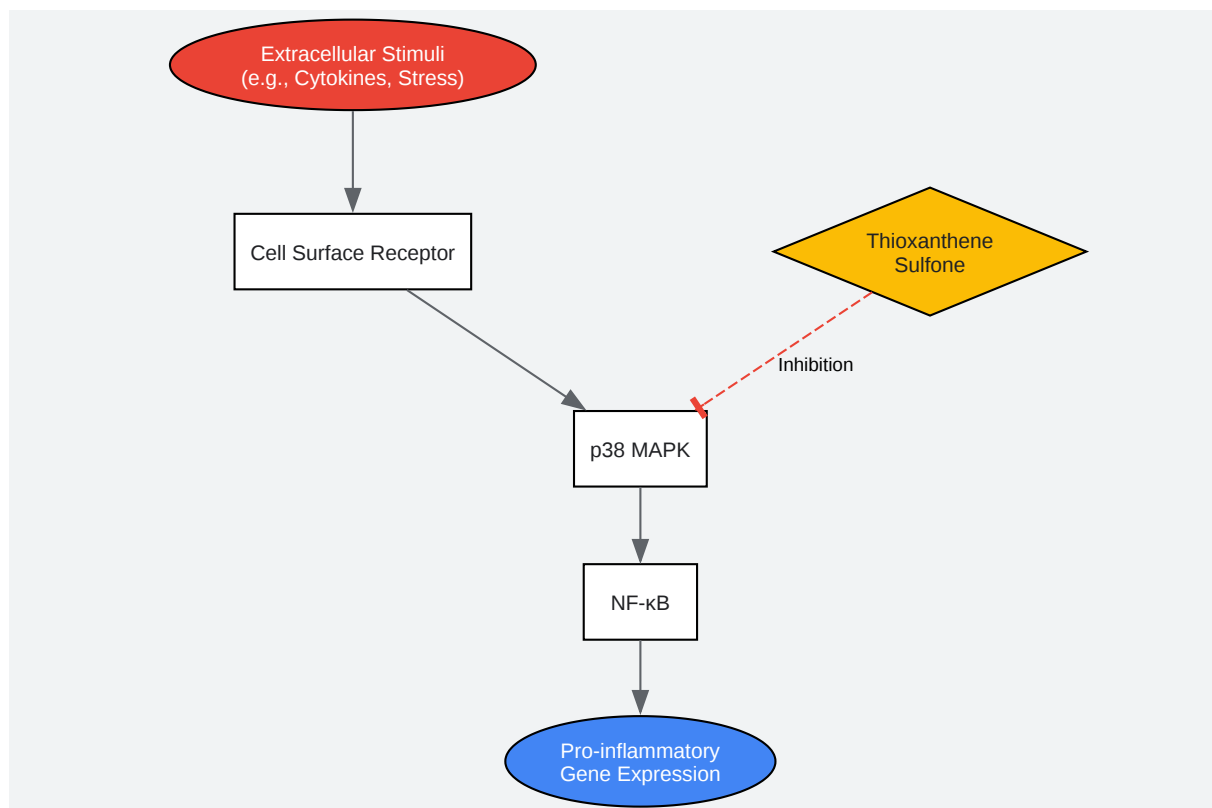 Extracellular Stimuli
(e.g., Cytokines, Stress)
Cell Surface Receptor
Thioxanthene
Sulfone
Inhibition
p38 MAPK
NF-κB
Pro-inflammatory
Gene Expression